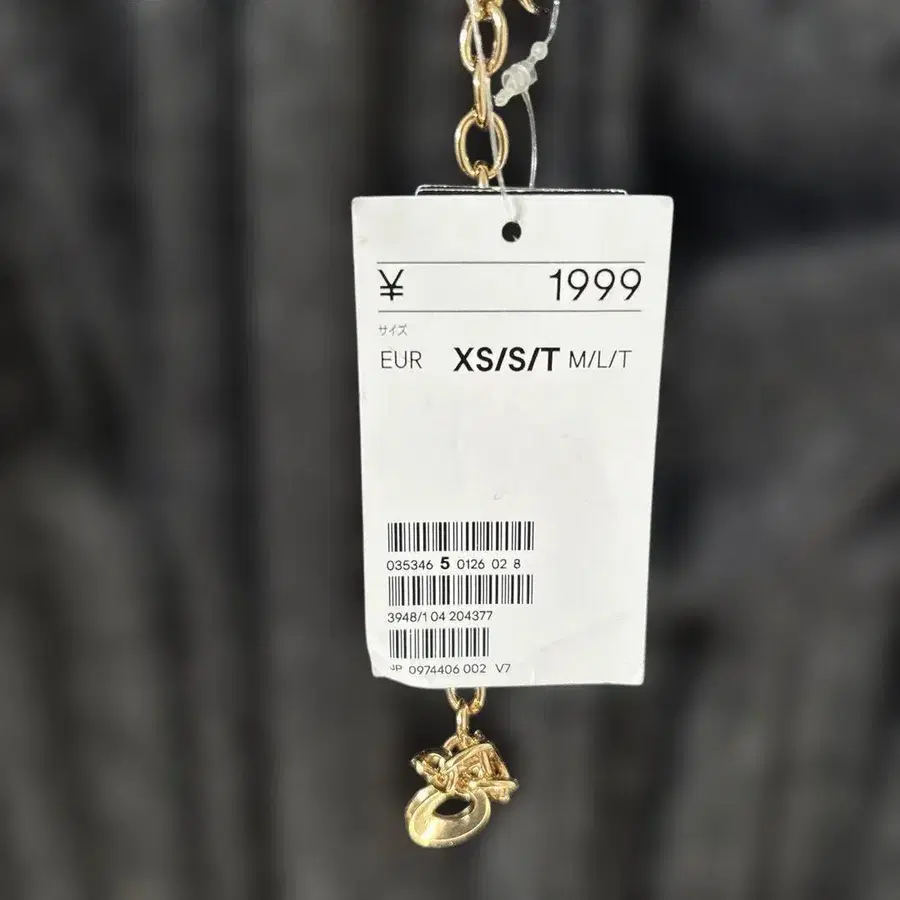 ¥ 1999
サイズ
EUR XS/S/T M/L/T
035346 5 0126 02 8
3948/1 04 204377
JP 0974406 002 V7